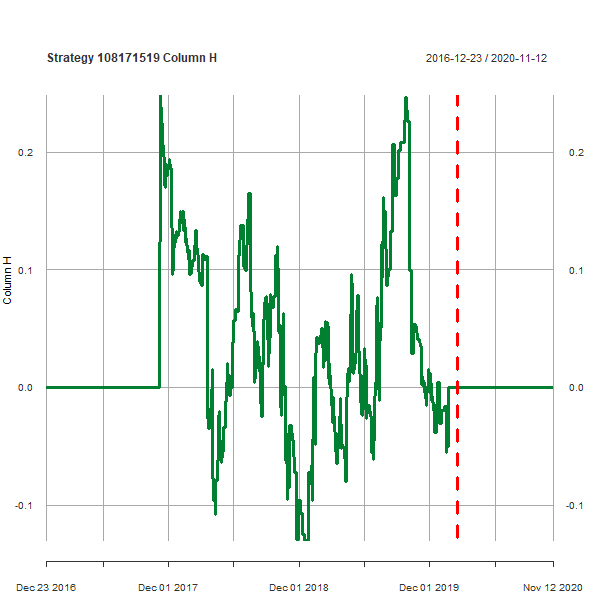 Strategy 108171519 Column H
2016-12-23 / 2020-11-12
0.2
0.2
Column H
0.1
0.1
0.0
0.0
-0.1
-0.1
Dec 23 2016
Dec 01 2017
Dec 01 2018
Dec 01 2019
Nov 12 2020